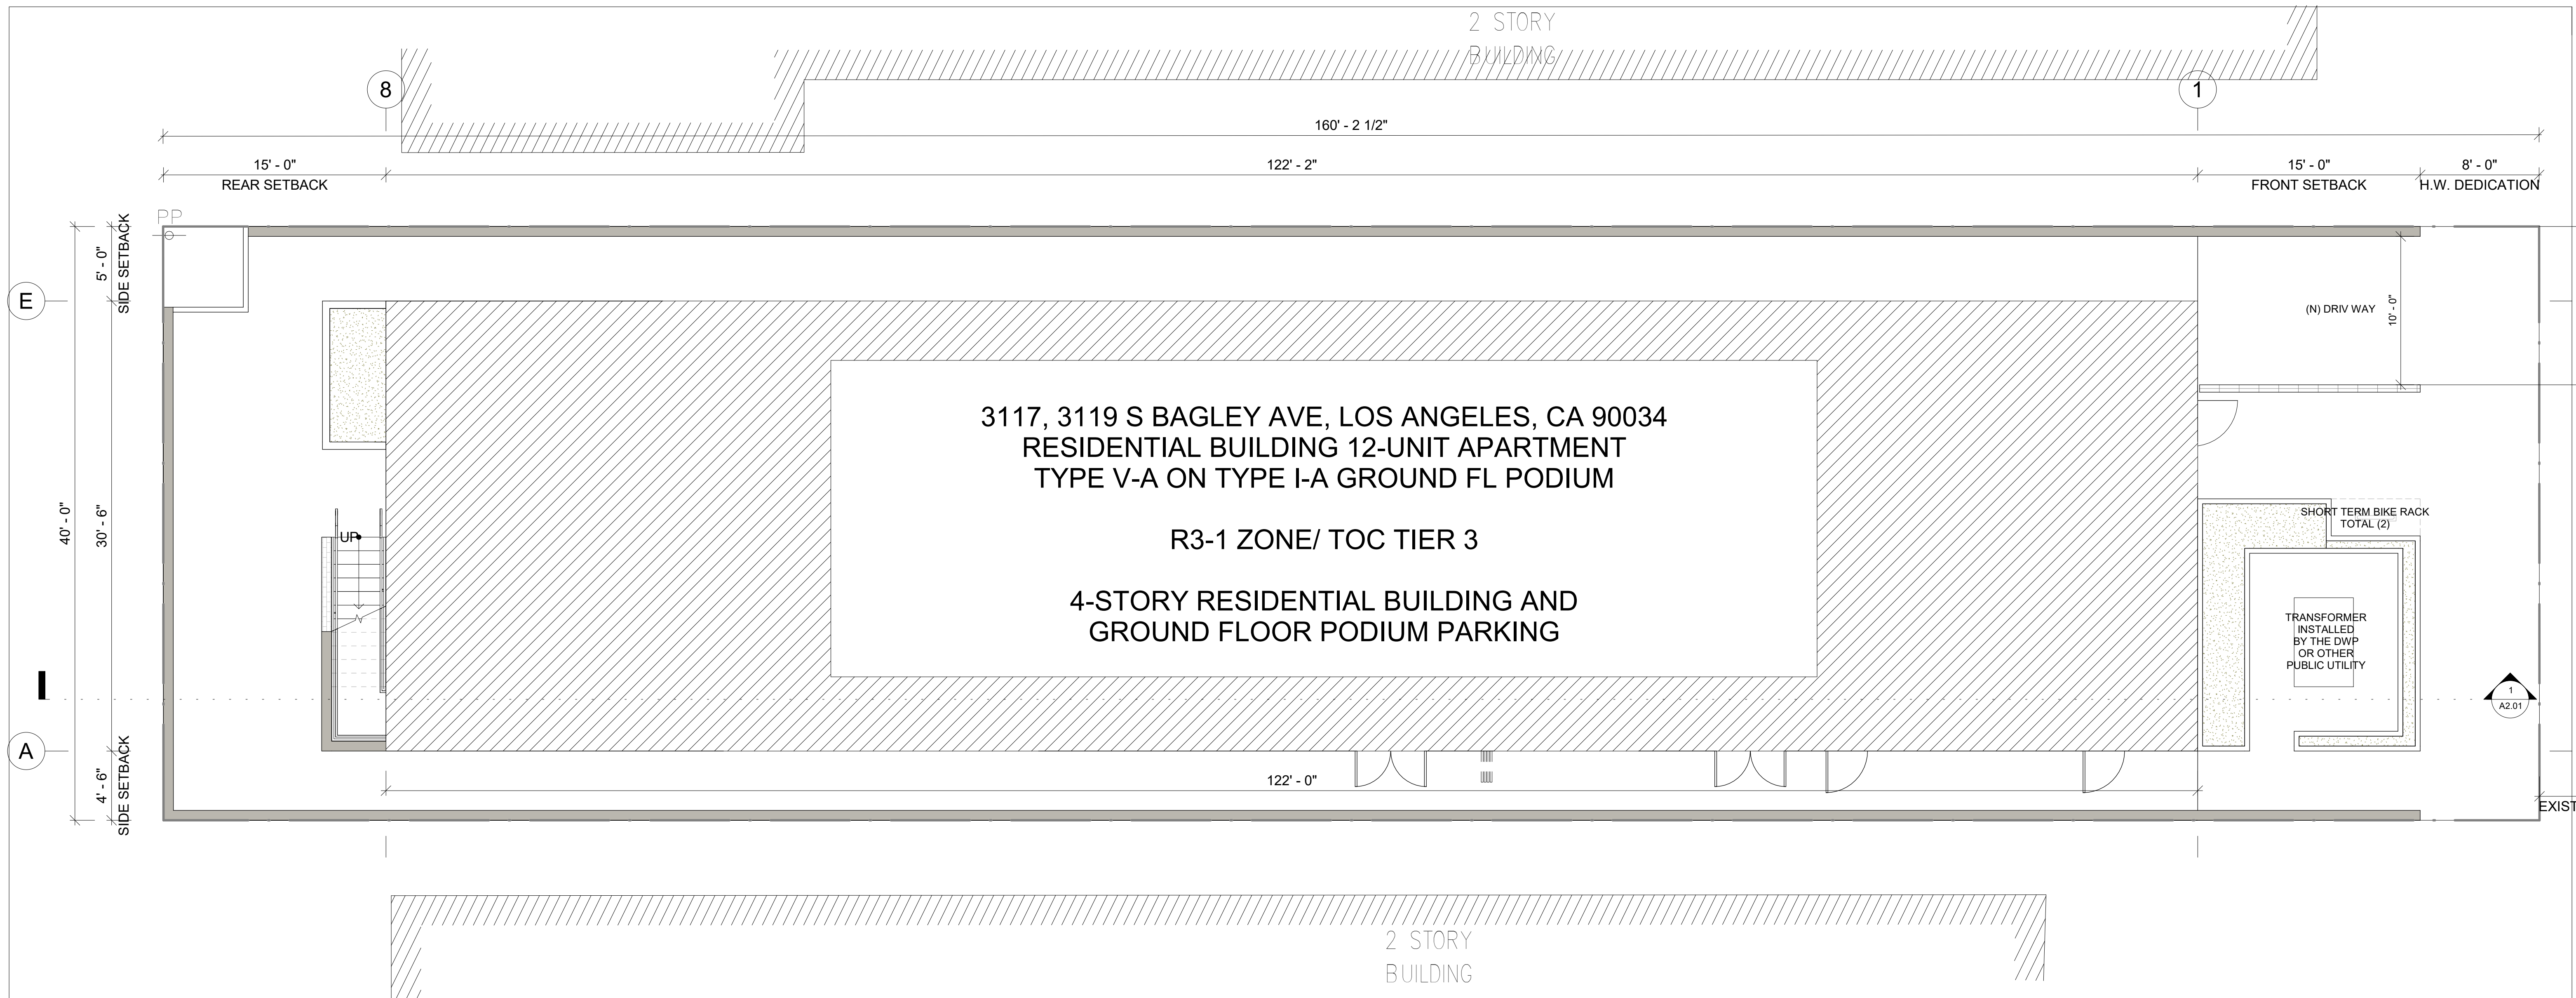 2 STORY
BUILDING
8
1
160' - 2 1/2"
15' - 0"
REAR SETBACK
122' - 2"
15' - 0"
FRONT SETBACK
8' - 0"
H.W. DEDICATION
PP
5' - 0"
SIDE SETBACK
E
(N) DRIV WAY
10' - 0"
3117, 3119 S BAGLEY AVE, LOS ANGELES, CA 90034
RESIDENTIAL BUILDING 12-UNIT APARTMENT
TYPE V-A ON TYPE I-A GROUND FL PODIUM
R3-1 ZONE/ TOC TIER 3
4-STORY RESIDENTIAL BUILDING AND
GROUND FLOOR PODIUM PARKING
40' - 0"
30' - 6"
UP
SHORT TERM BIKE RACK
TOTAL (2)
TRANSFORMER
INSTALLED
BY THE DWP
OR OTHER
PUBLIC UTILITY
1
A2.01
A
4' - 6"
SIDE SETBACK
122' - 0"
EXIST
2 STORY
BUILDING